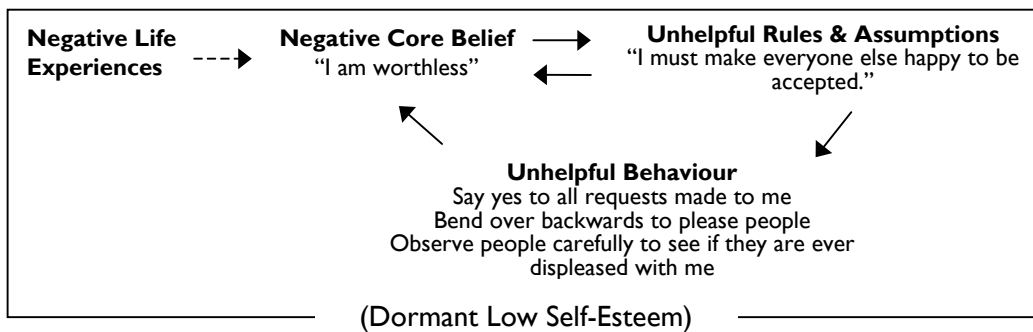 Negative Life
Experiences
Negative Core Belief
“I am worthless”
Unhelpful Rules & Assumptions
“I must make everyone else happy to be
accepted.”
Unhelpful Behaviour
Say yes to all requests made to me
Bend over backwards to please people
Observe people carefully to see if they are ever
displeased with me
(Dormant Low Self-Esteem)